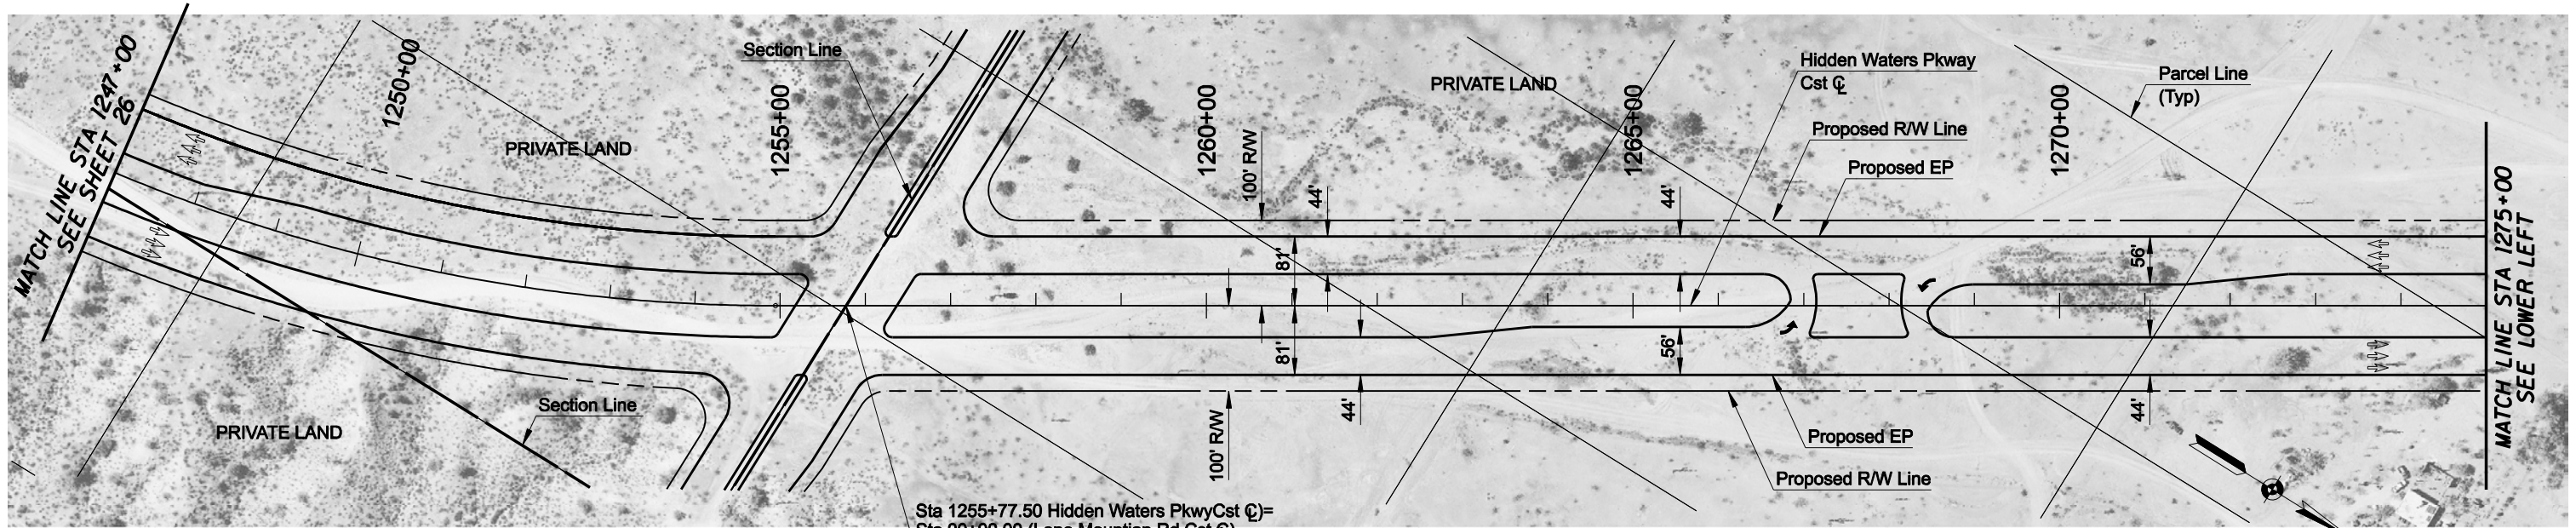 MATCH LINE STA 1247+00
SEE SHEET 26
1250+00
PRIVATE LAND
Section Line
1255+00
1260+00
100' R/W
44'
81'
PRIVATE LAND
1265+00
44'
Hidden Waters Pkway
Cst ℄
Proposed R/W Line
Proposed EP
1270+00
56'
Parcel Line
(Typ)
MATCH LINE STA 1275+00
SEE LOWER LEFT
PRIVATE LAND
Section Line
81'
100' R/W
44'
56'
44'
Proposed EP
Proposed R/W Line
Sta 1255+77.50 Hidden Waters PkwyCst ℄)=